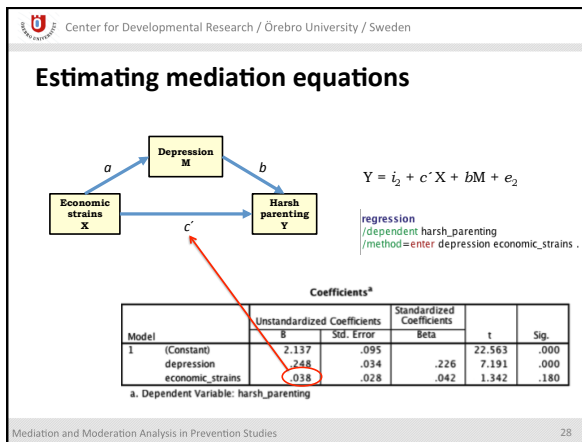 ÖREBRO UNIVERSITET
Center for Developmental Research / Örebro University / Sweden
Estimating mediation equations
Depression
M
a
b
Economic
strains
X
Harsh
parenting
Y
c´
Y = i₂ + c´X + bM + e₂
regression
/dependent harsh_parenting
/method=enter depression economic_strains .
Coefficientsᵃ
Model Unstandardized Coefficients Standardized Coefficients t Sig.
B Std. Error Beta
1 (Constant) 2.137 .095 22.563 .000
depression .248 .034 .226 7.191 .000
economic_strains .038 .028 .042 1.342 .180
a. Dependent Variable: harsh_parenting
Mediation and Moderation Analysis in Prevention Studies 28